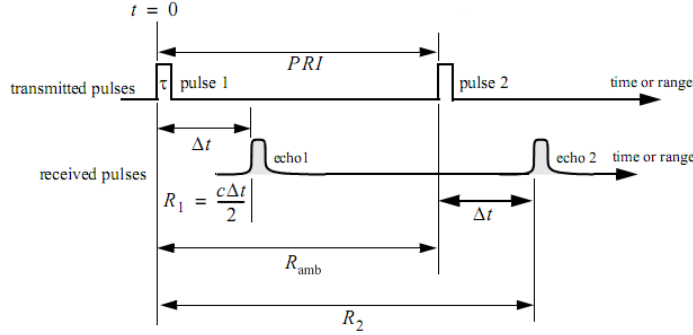 t = 0
PRI
τ
pulse 1
pulse 2
transmitted pulses
time or range
Δt
echo1
echo 2
time or range
received pulses
R₁ = cΔt/2
Δt
R_amb
R₂